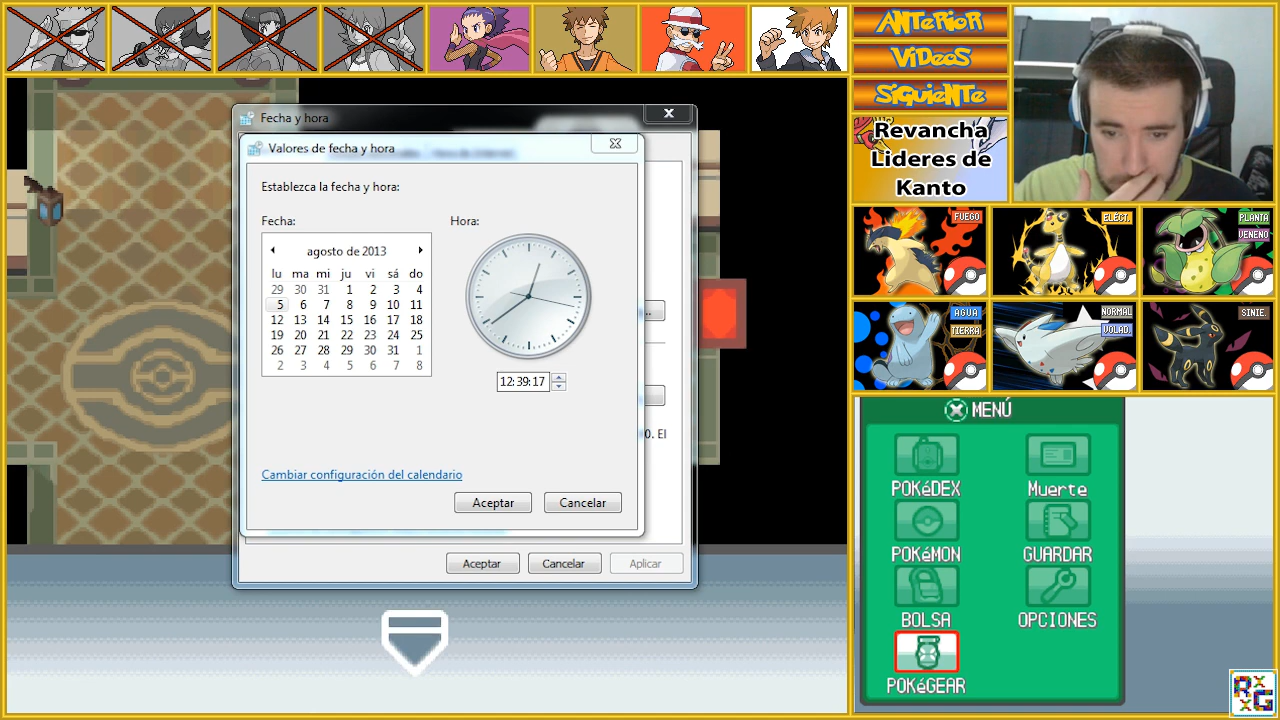 ANTERIOR
VIDEOS
SIGUIENTE
Revancha
Lideres de
Kanto
FUEGO
ELÉCT.
PLANTA
VENENO
AGUA
TIERRA
NORMAL
VOLAD.
SINIE.
Fecha y hora
X
Valores de fecha y hora
Establezca la fecha y hora:
Fecha: Hora:
agosto de 2013
lu ma mi ju vi sá do
29 30 31 1 2 3 4
5 6 7 8 9 10 11
12 13 14 15 16 17 18
19 20 21 22 23 24 25
26 27 28 29 30 31 1
2 3 4 5 6 7 8
12:39:17
...
0. El
Cambiar configuración del calendario
Aceptar Cancelar
Aceptar Cancelar Aplicar
MENÚ
POKéDEX Muerte
POKéMON GUARDAR
BOLSA OPCIONES
POKéGEAR
RxxG